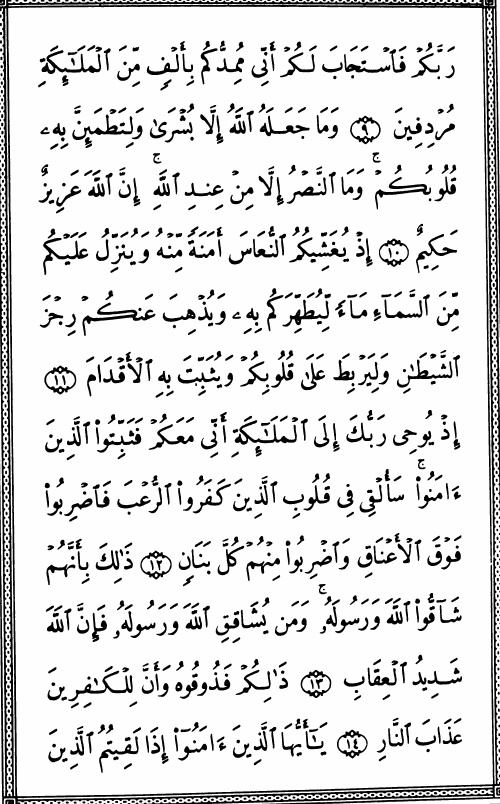 رَبَّكُمۡ فَٱسۡتَجَابَ لَكُمۡ أَنِّي مُمِدُّكُم بِأَلۡفٖ مِّنَ ٱلۡمَلَٰٓئِكَةِ
مُرۡدِفِينَ ٩ وَمَا جَعَلَهُ ٱللَّهُ إِلَّا بُشۡرَىٰ وَلِتَطۡمَئِنَّ بِهِۦ
قُلُوبُكُمۡۚ وَمَا ٱلنَّصۡرُ إِلَّا مِنۡ عِندِ ٱللَّهِۚ إِنَّ ٱللَّهَ عَزِيزٌ
حَكِيمٌ ١٠ إِذۡ يُغَشِّيكُمُ ٱلنُّعَاسَ أَمَنَةٗ مِّنۡهُ وَيُنَزِّلُ عَلَيۡكُم
مِّنَ ٱلسَّمَآءِ مَآءٗ لِّيُطَهِّرَكُم بِهِۦ وَيُذۡهِبَ عَنكُمۡ رِجۡزَ
ٱلشَّيۡطَٰنِ وَلِيَرۡبِطَ عَلَىٰ قُلُوبِكُمۡ وَيُثَبِّتَ بِهِ ٱلۡأَقۡدَامَ ١١
إِذۡ يُوحِي رَبُّكَ إِلَى ٱلۡمَلَٰٓئِكَةِ أَنِّي مَعَكُمۡ فَثَبِّتُواْ ٱلَّذِينَ
ءَامَنُواْۚ سَأُلۡقِي فِي قُلُوبِ ٱلَّذِينَ كَفَرُواْ ٱلرُّعۡبَ فَٱضۡرِبُواْ
فَوۡقَ ٱلۡأَعۡنَاقِ وَٱضۡرِبُواْ مِنۡهُمۡ كُلَّ بَنَانٖ ١٢ ذَٰلِكَ بِأَنَّهُمۡ
شَآقُّواْ ٱللَّهَ وَرَسُولَهُۥۚ وَمَن يُشَاقِقِ ٱللَّهَ وَرَسُولَهُۥ فَإِنَّ ٱللَّهَ
شَدِيدُ ٱلۡعِقَابِ ١٣ ذَٰلِكُمۡ فَذُوقُوهُ وَأَنَّ لِلۡكَٰفِرِينَ
عَذَابَ ٱلنَّارِ ١٤ يَٰٓأَيُّهَا ٱلَّذِينَ ءَامَنُوٓاْ إِذَا لَقِيتُمُ ٱلَّذِينَ